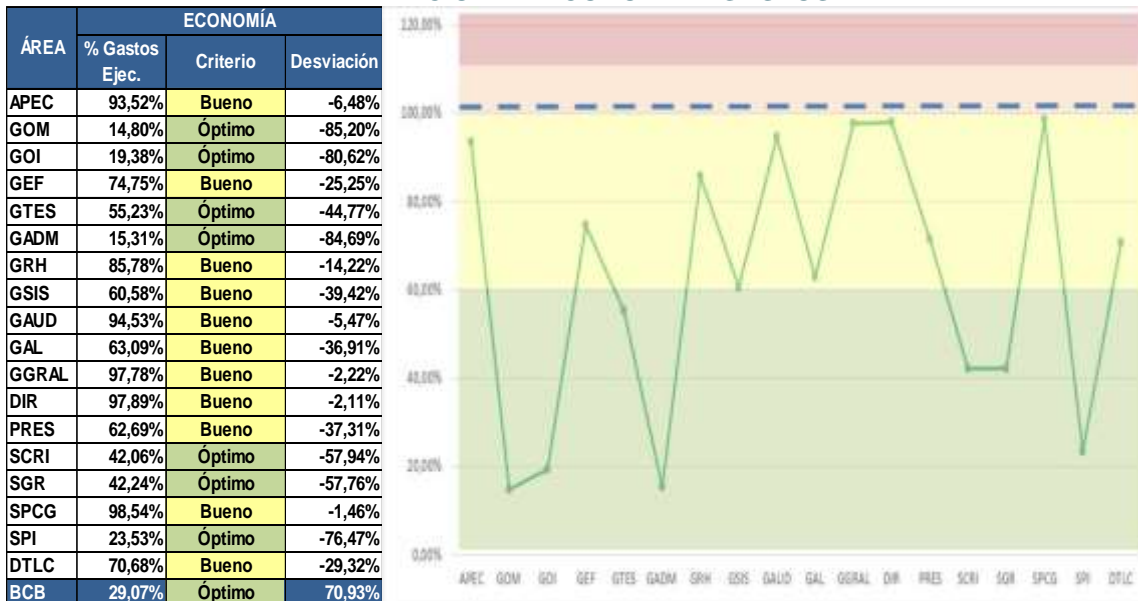 ÁREA ECONOMÍA
% Gastos Ejec. Criterio Desviación
APEC 93,52% Bueno -6,48%
GOM 14,80% Óptimo -85,20%
GOI 19,38% Óptimo -80,62%
GEF 74,75% Bueno -25,25%
GTES 55,23% Óptimo -44,77%
GADM 15,31% Óptimo -84,69%
GRH 85,78% Bueno -14,22%
GSIS 60,58% Bueno -39,42%
GAUD 94,53% Bueno -5,47%
GAL 63,09% Bueno -36,91%
GGRAL 97,78% Bueno -2,22%
DIR 97,89% Bueno -2,11%
PRES 62,69% Bueno -37,31%
SCRI 42,06% Óptimo -57,94%
SGR 42,24% Óptimo -57,76%
SPCG 98,54% Bueno -1,46%
SPI 23,53% Óptimo -76,47%
DTLC 70,68% Bueno -29,32%
BCB 29,07% Óptimo 70,93%
120,00%
100,00%
80,00%
60,00%
40,00%
20,00%
0,00%
APEC GOM GOI GEF GTES GADM GRH GSIS GAUD GAL GGRAL DIR PRES SCRI SGR SPCG SPI DTLC